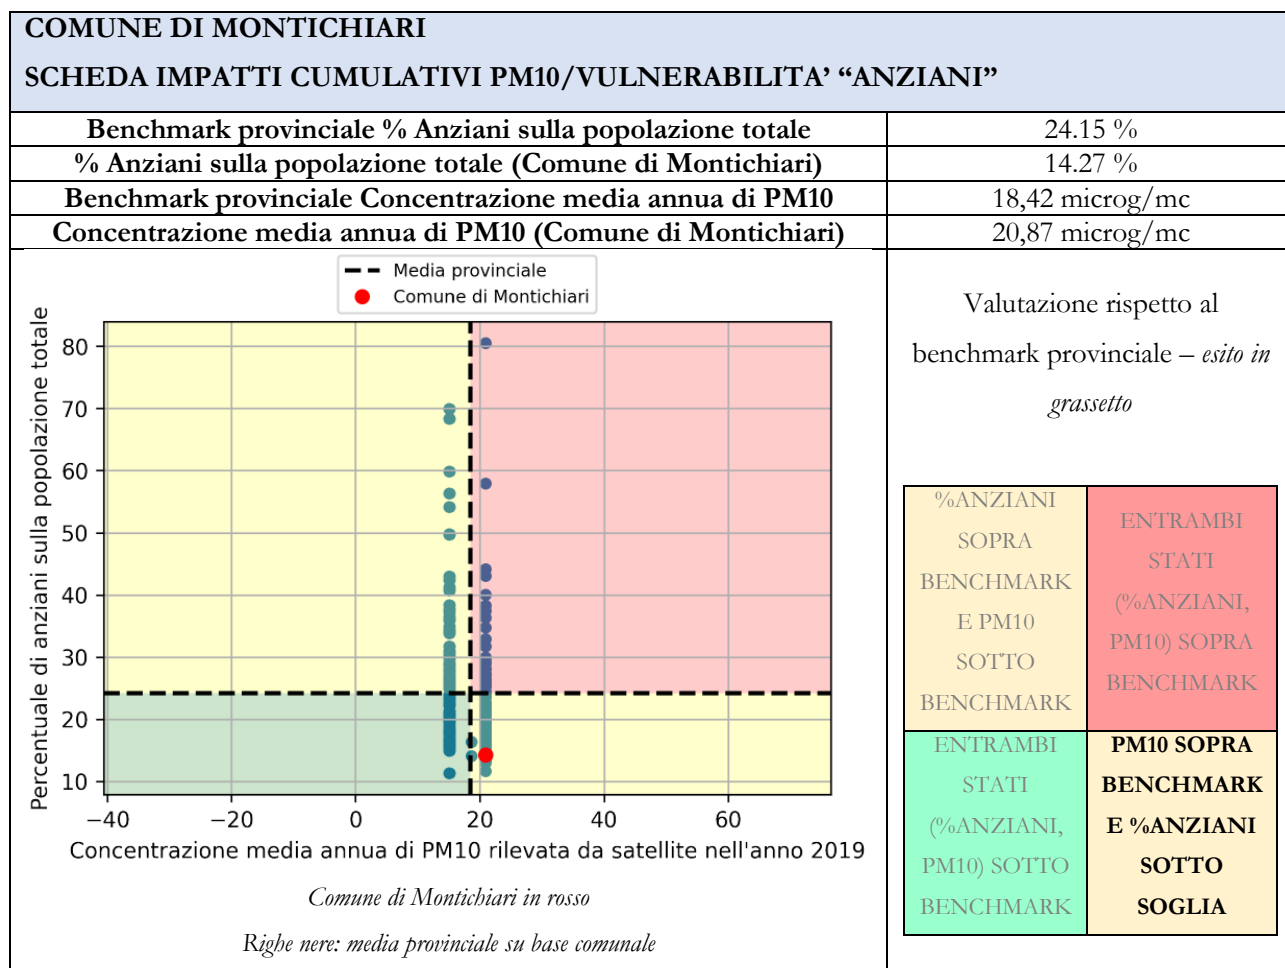 COMUNE DI MONTICHIARI
SCHEDA IMPATTI CUMULATIVI PM10/VULNERABILITA’ “ANZIANI”
Benchmark provinciale % Anziani sulla popolazione totale
24.15 %
% Anziani sulla popolazione totale (Comune di Montichiari)
14.27 %
Benchmark provinciale Concentrazione media annua di PM10
18,42 microg/mc
Concentrazione media annua di PM10 (Comune di Montichiari)
20,87 microg/mc
Media provinciale
Comune di Montichiari
Percentuale di anziani sulla popolazione totale
80
70
60
50
40
30
20
10
−40
−20
0
20
40
60
Concentrazione media annua di PM10 rilevata da satellite nell'anno 2019
Comune di Montichiari in rosso
Righe nere: media provinciale su base comunale
Valutazione rispetto al
benchmark provinciale – esito in
grassetto
%ANZIANI
SOPRA
BENCHMARK
E PM10
SOTTO
BENCHMARK
ENTRAMBI
STATI
(%ANZIANI,
PM10) SOPRA
BENCHMARK
ENTRAMBI
STATI
(%ANZIANI,
PM10) SOTTO
BENCHMARK
PM10 SOPRA
BENCHMARK
E %ANZIANI
SOTTO
SOGLIA